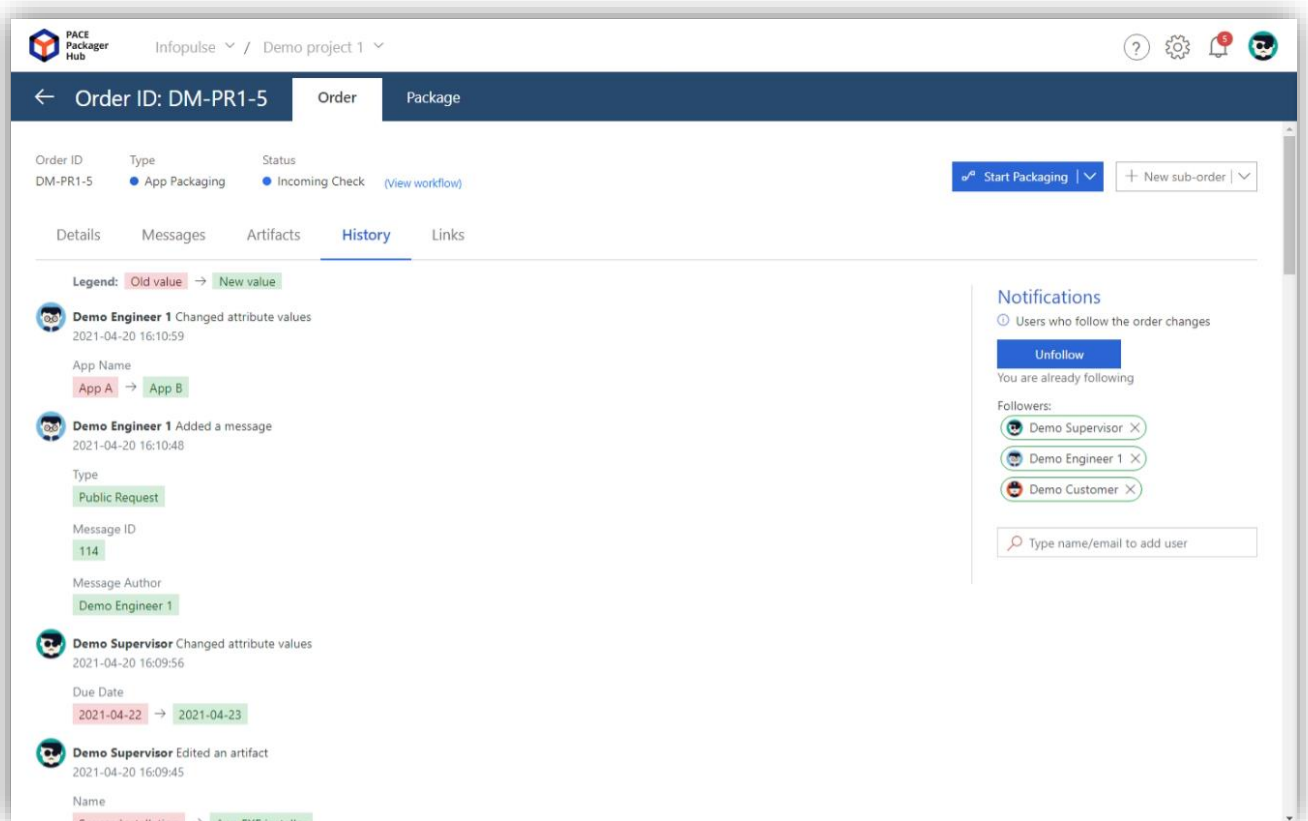 PACE
Packager
Hub
Infopulse / Demo project 1
5
Order ID: DM-PR1-5 Order Package
Order ID Type Status
DM-PR1-5 App Packaging Incoming Check (View workflow)
Start Packaging New sub-order
Details Messages Artifacts History Links
Legend: Old value → New value
Demo Engineer 1 Changed attribute values
2021-04-20 16:10:59
App Name
App A → App B
Demo Engineer 1 Added a message
2021-04-20 16:10:48
Type
Public Request
Message ID
114
Message Author
Demo Engineer 1
Demo Supervisor Changed attribute values
2021-04-20 16:09:56
Due Date
2021-04-22 → 2021-04-23
Demo Supervisor Edited an artifact
2021-04-20 16:09:45
Name
Notifications
Users who follow the order changes
Unfollow
You are already following
Followers:
Demo Supervisor
Demo Engineer 1
Demo Customer
Type name/email to add user